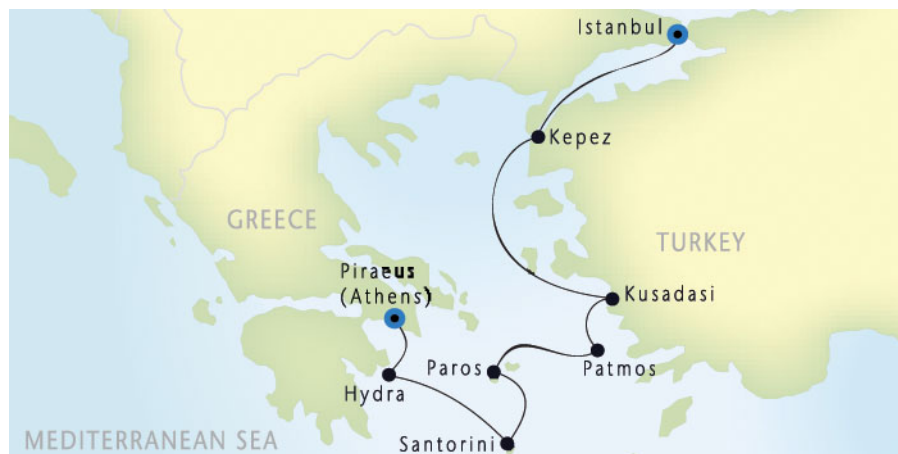 Istanbul
Kepez
GREECE
TURKEY
Piraeus
(Athens)
Kusadasi
Paros
Patmos
Hydra
Santorini
MEDITERRANEAN SEA